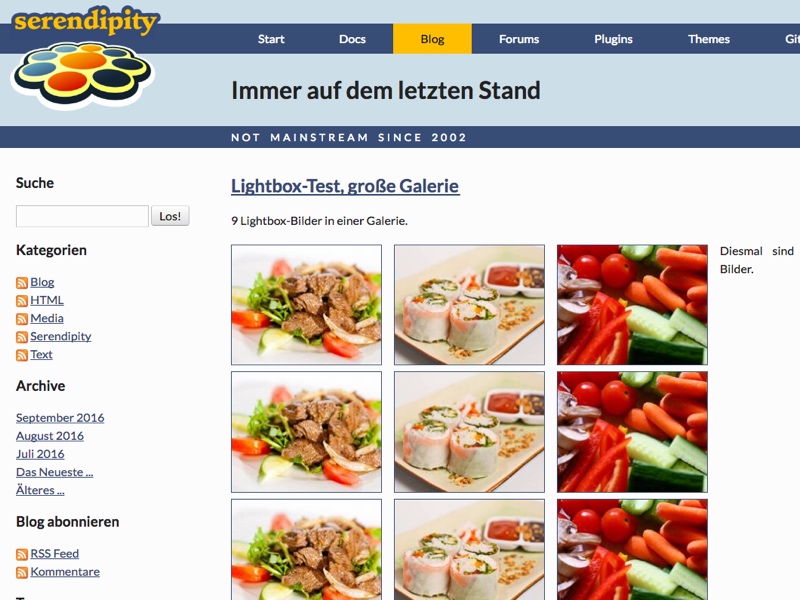 serendipity
Start Docs Blog Forums Plugins Themes
Immer auf dem letzten Stand
NOT MAINSTREAM SINCE 2002
Suche
Los!
Kategorien
Blog
HTML
Media
Serendipity
Text
Archive
September 2016
August 2016
Juli 2016
Das Neueste ...
Älteres ...
Blog abonnieren
RSS Feed
Kommentare
Lightbox-Test, große Galerie
9 Lightbox-Bilder in einer Galerie.
Diesmal sind
Bilder.